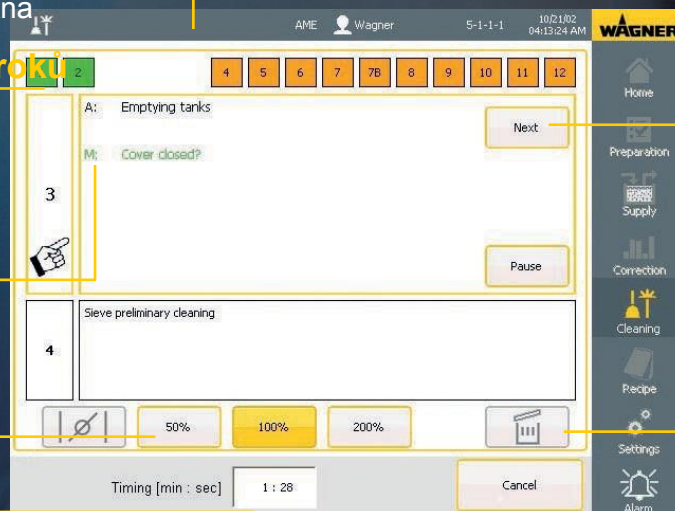 na
AME Wagner 5-1-1-1 10/21/02 04:13:24 AM
WAGNER
roků
2 4 5 6 7 7B 8 9 10 11 12
Home
A: Emptying tanks
Next
M: Cover closed?
Preparation
3
Supply
Pause
Correction
Sieve preliminary cleaning
4
Cleaning
Recipe
50% 100% 200%
Settings
Timing [min : sec] 1 : 28 Cancel
Alarm